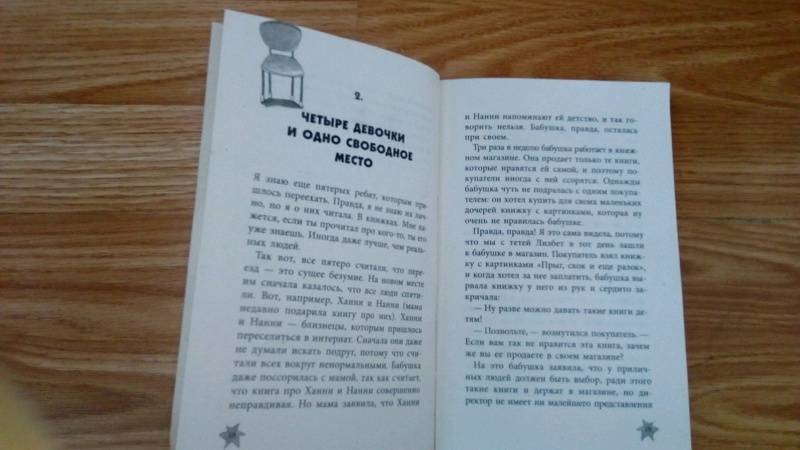 2.
ЧЕТЫРЕ ДЕВОЧКИ
И ОДНО СВОБОДНОЕ
МЕСТО
Я знаю еще пятерых ребят, которым при-
шлось переехать. Правда, я не знаю их лич-
но, но я о них читала. В книжках. Мне ка-
жется, если ты прочитал про кого-то, ты его
уже знаешь. Иногда даже лучше, чем реаль-
ных людей.
Так вот, все пятеро считали, что пере-
езд — это сущее безумие. На новом месте
им сначала казалось, что все люди спяти-
ли. Вот, например, Ханни и Нанни (мама
недавно подарила книгу про них). Ханни
и Нанни — близнецы, которым пришлось
переселиться в интернат. Сначала они даже
не думали искать подруг, потому что счи-
тали всех вокруг ненормальными. Бабушка
даже поссорилась с мамой, так как считает,
что книга про Ханни и Нанни совершенно
неправдивая. Но мама заявила, что Ханни
и Нанни напоминают ей детство, и так го-
ворить нельзя. Бабушка, правда, осталась
при своем.
Три раза в неделю бабушка работает в книж-
ном магазине. Она продает только те книги,
которые нравятся ей самой, и поэтому по-
купатели иногда с ней ссорятся. Однажды
бабушка чуть не подралась с одним покупа-
телем: он хотел купить для своих маленьких
дочерей книжку с картинками, которая ну
очень не нравилась бабушке.
Правда, правда! Я это сама видела, потому
что мы с тетей Лизбет в тот день зашли
к бабушке в магазин. Покупатель взял книж-
ку с картинками «Прыг, скок и еще разок»,
и когда хотел за нее заплатить, бабушка вы-
рвала книжку у него из рук и сердито за-
кричала:
— Ну разве можно давать такие книги де-
тям!
— Позвольте, — возмутился покупатель. —
Если вам так не нравится эта книга, зачем
же вы ее продаете в своем магазине?
На это бабушка заявила, что у прилич-
ных людей должен быть выбор, ради этого
такие книги и держат в магазине, но ди-
ректор не имеет ни малейшего представления